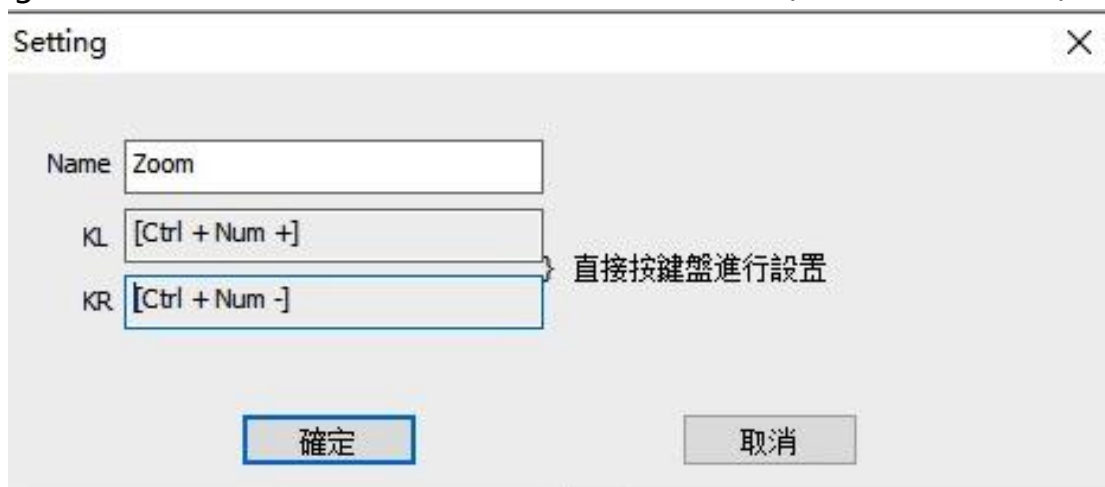 Setting
Name Zoom
KL [Ctrl + Num +]
} 直接按鍵盤進行設置
KR [Ctrl + Num -]
確定 取消